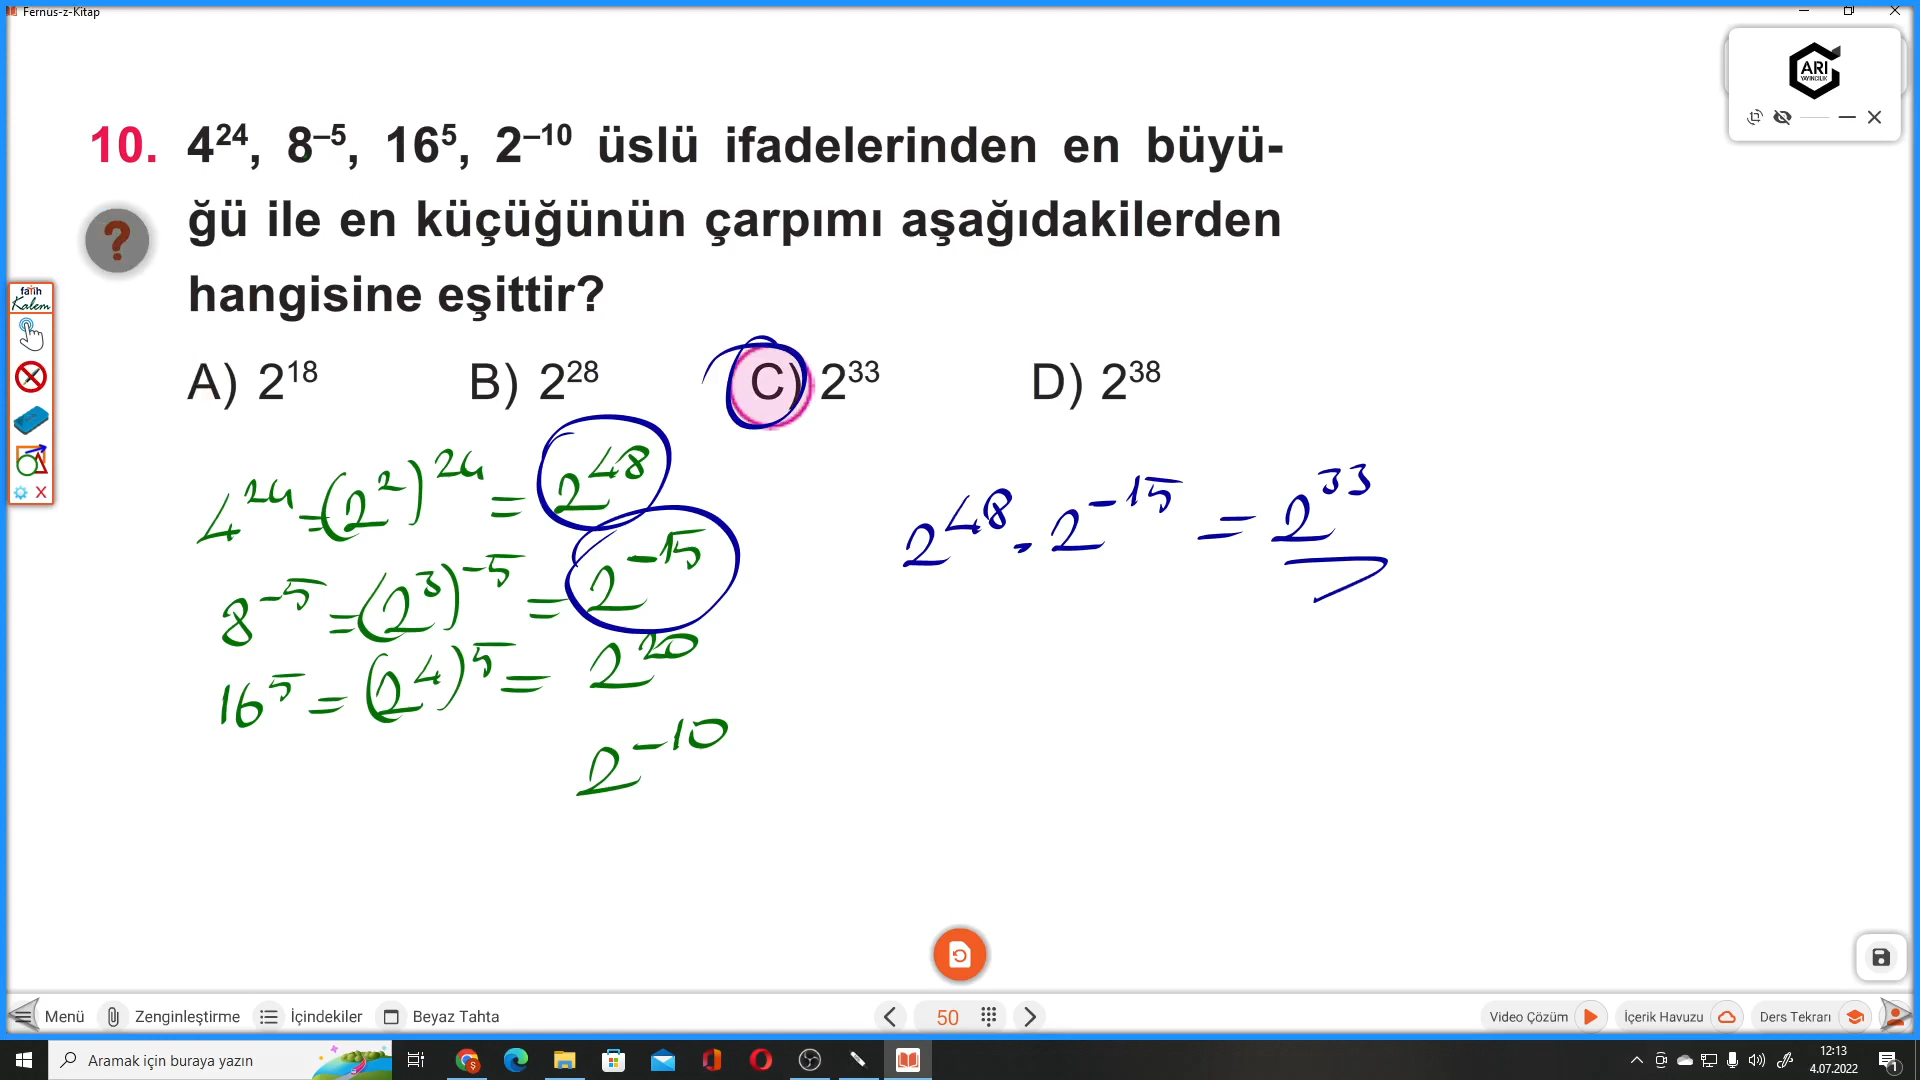 Fernus-z-Kitap
ARI
YAYINCILIK
10. 4²⁴, 8⁻⁵, 16⁵, 2⁻¹⁰ üslü ifadelerinden en büyü-
ğü ile en küçüğünün çarpımı aşağıdakilerden
hangisine eşittir?
?
fatih
Kalem
A) 2¹⁸ B) 2²⁸ C) 2³³ D) 2³⁸
4²⁴ = (2²)²⁴ = 2⁴⁸
8⁻⁵ = (2³)⁻⁵ = 2⁻¹⁵
16⁵ = (2⁴)⁵ = 2²⁰
2⁻¹⁰
2⁴⁸ . 2⁻¹⁵ = 2³³
Menü Zenginleştirme İçindekiler Beyaz Tahta 50 Video Çözüm İçerik Havuzu Ders Tekrarı
Aramak için buraya yazın
12:13
4.07.2022
1